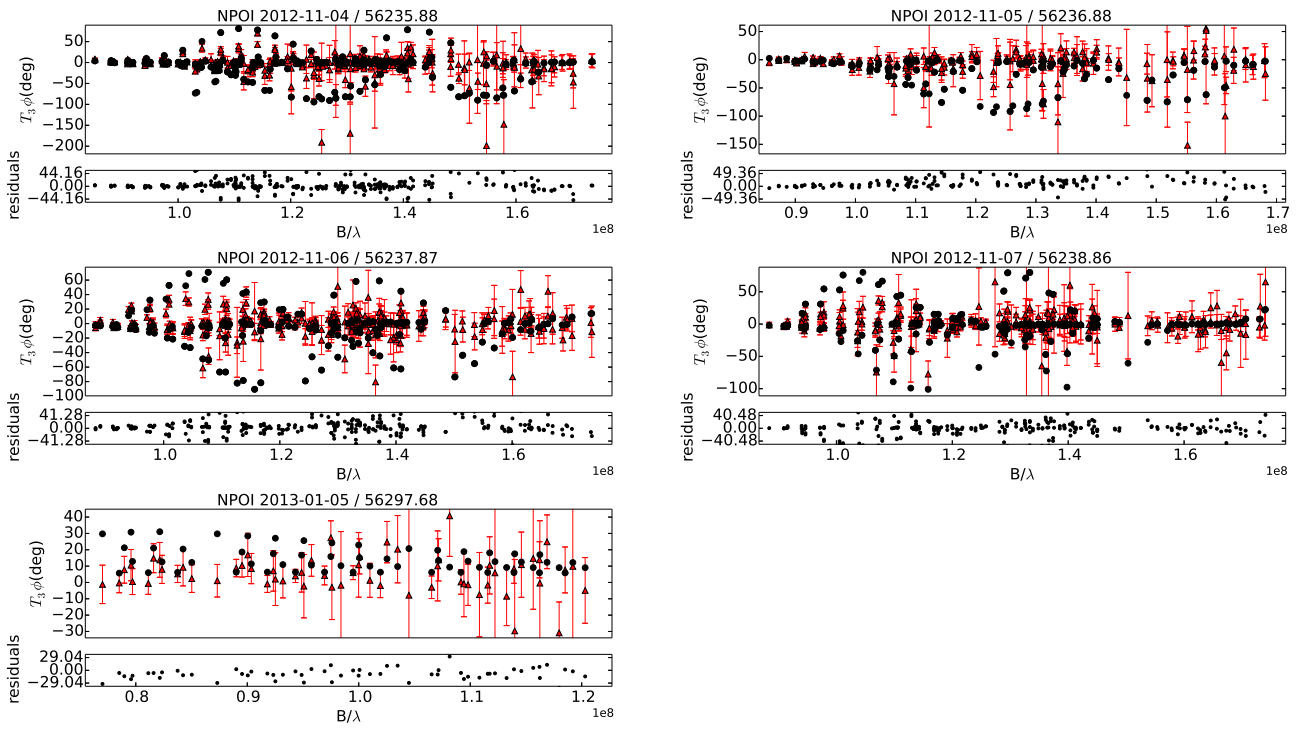 NPOI 2012-11-04 / 56235.88
50
0
−50
−100
−150
−200
T3ϕ(deg)
44.16
0.00
−44.16
residuals
1.0 1.2 1.4 1.6
B/λ
1e8
NPOI 2012-11-05 / 56236.88
50
0
−50
−100
−150
T3ϕ(deg)
49.36
0.00
−49.36
residuals
0.9 1.0 1.1 1.2 1.3 1.4 1.5 1.6 1.7
B/λ
1e8
NPOI 2012-11-06 / 56237.87
60
40
20
0
−20
−40
−60
−80
−100
T3ϕ(deg)
41.28
0.00
−41.28
residuals
1.0 1.2 1.4 1.6
B/λ
1e8
NPOI 2012-11-07 / 56238.86
50
0
−50
−100
T3ϕ(deg)
40.48
0.00
−40.48
residuals
1.0 1.2 1.4 1.6
B/λ
1e8
NPOI 2013-01-05 / 56297.68
40
30
20
10
0
−10
−20
−30
T3ϕ(deg)
29.04
0.00
−29.04
residuals
0.8 0.9 1.0 1.1 1.2
B/λ
1e8